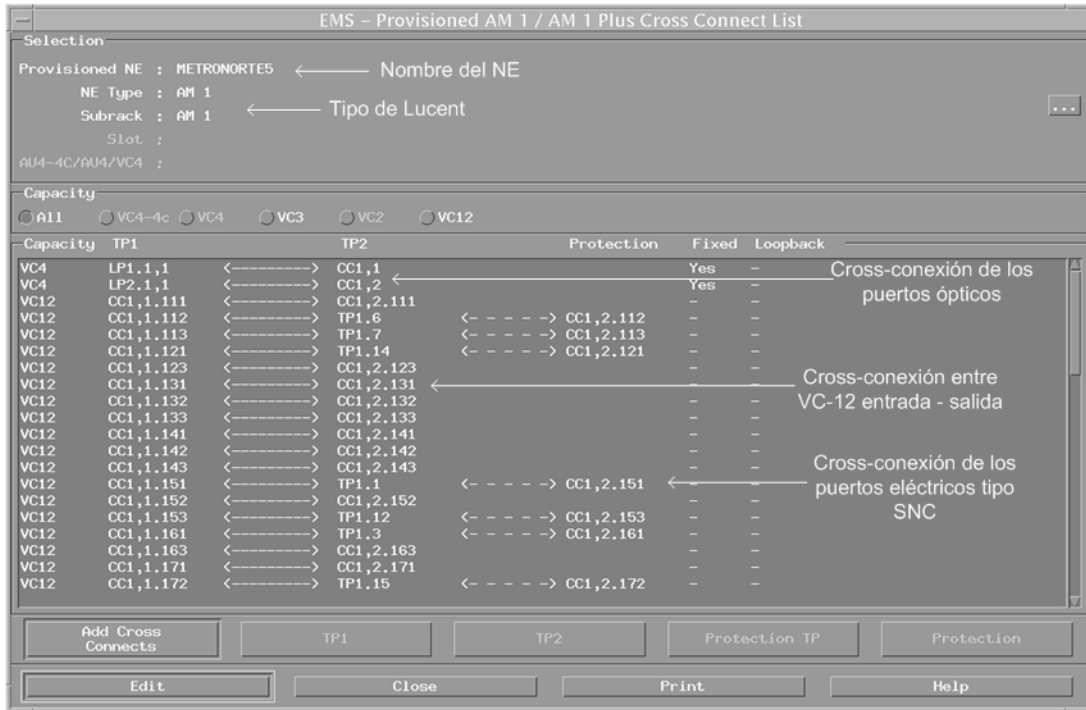 EMS - Provisioned AM 1 / AM 1 Plus Cross Connect List
Selection
Provisioned NE : METRONORTE5
Nombre del NE
NE Type : AM 1
Subrack : AM 1
Tipo de Lucent
...
Slot :
AU4-4C/AU4/VC4 :
Capacity
All VC4-4c VC4 VC3 VC2 VC12
Capacity TP1 TP2 Protection Fixed Loopback
VC4 LP1.1,1 <---------> CC1,1 Yes -
VC4 LP2.1,1 <---------> CC1,2 Yes -
Cross-conexión de los
puertos ópticos
VC12 CC1,1.111 <---------> CC1,2.111 - -
VC12 CC1,1.112 <---------> TP1.6 <- - - - -> CC1,2.112 - -
VC12 CC1,1.113 <---------> TP1.7 <- - - - -> CC1,2.113 - -
VC12 CC1,1.121 <---------> TP1.14 <- - - - -> CC1,2.121 - -
VC12 CC1,1.123 <---------> CC1,2.123 - -
VC12 CC1,1.131 <---------> CC1,2.131 - -
VC12 CC1,1.132 <---------> CC1,2.132 - -
Cross-conexión entre
VC-12 entrada - salida
VC12 CC1,1.133 <---------> CC1,2.133 - -
VC12 CC1,1.141 <---------> CC1,2.141 - -
VC12 CC1,1.142 <---------> CC1,2.142 - -
VC12 CC1,1.143 <---------> CC1,2.143 - -
VC12 CC1,1.151 <---------> TP1.1 <- - - - -> CC1,2.151 - -
VC12 CC1,1.152 <---------> CC1,2.152 - -
Cross-conexión de los
puertos eléctricos tipo
SNC
VC12 CC1,1.153 <---------> TP1.12 <- - - - -> CC1,2.153 - -
VC12 CC1,1.161 <---------> TP1.3 <- - - - -> CC1,2.161 - -
VC12 CC1,1.163 <---------> CC1,2.163 - -
VC12 CC1,1.171 <---------> CC1,2.171 - -
VC12 CC1,1.172 <---------> TP1.15 <- - - - -> CC1,2.172 - -
Add Cross
Connects
TP1
TP2
Protection TP
Protection
Edit
Close
Print
Help